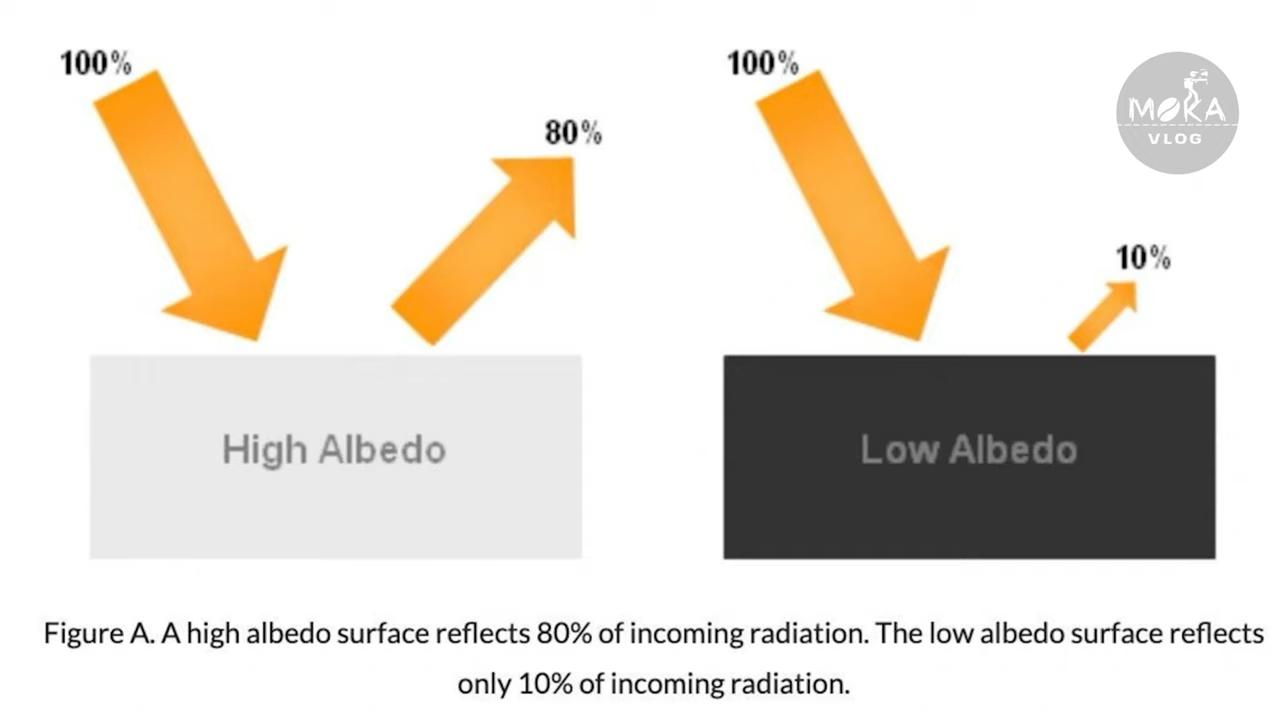 100%
80%
High Albedo
100%
10%
Low Albedo
MOKA
VLOG
Figure A. A high albedo surface reflects 80% of incoming radiation. The low albedo surface reflects
only 10% of incoming radiation.